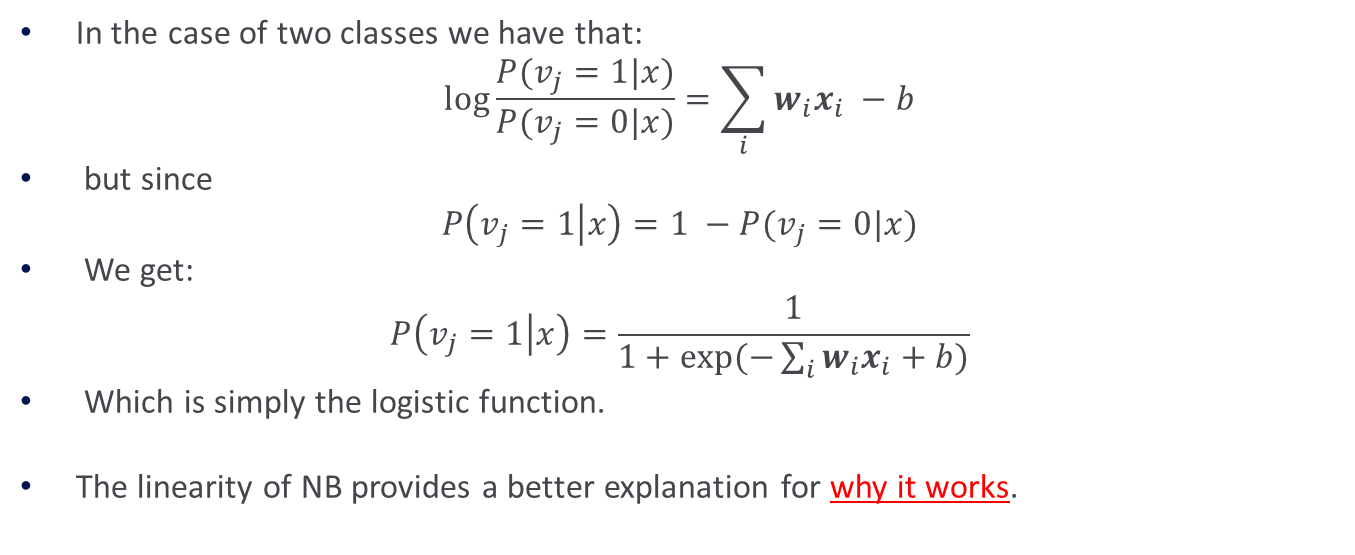 • In the case of two classes we have that:
log P(v_j = 1|x) / P(v_j = 0|x) = ∑_i w_i x_i − b
• but since
P(v_j = 1|x) = 1 − P(v_j = 0|x)
• We get:
P(v_j = 1|x) = 1 / (1 + exp(− ∑_i w_i x_i + b))
• Which is simply the logistic function.
• The linearity of NB provides a better explanation for why it works.